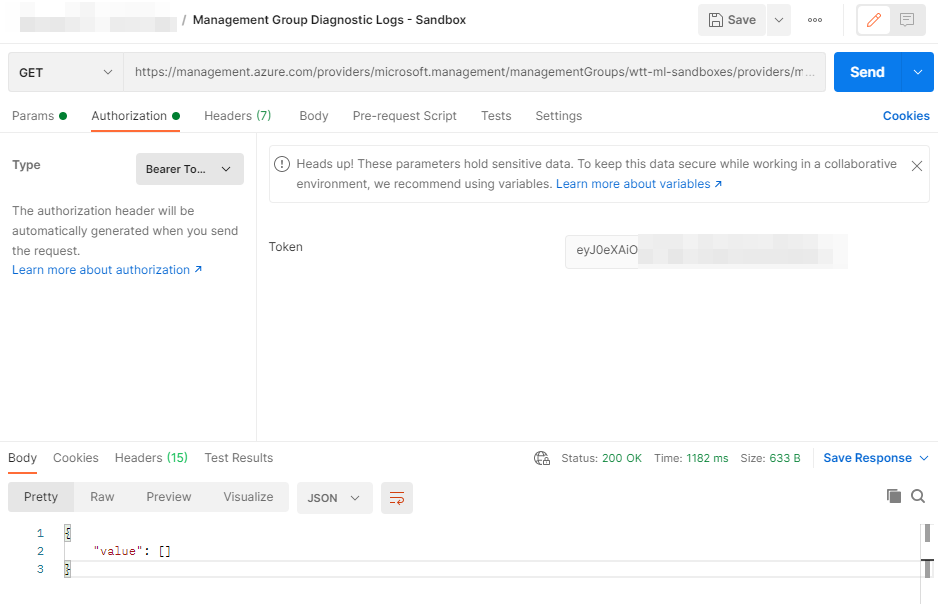 / Management Group Diagnostic Logs - Sandbox
Save
GET
https://management.azure.com/providers/microsoft.management/managementGroups/wtt-ml-sandboxes/providers/m...
Send
Params
Authorization
Headers (7)
Body
Pre-request Script
Tests
Settings
Cookies
Type
Bearer To...
The authorization header will be
automatically generated when you send
the request.
Learn more about authorization ↗
Heads up! These parameters hold sensitive data. To keep this data secure while working in a collaborative
environment, we recommend using variables. Learn more about variables ↗
Token
eyJ0eXAiO
Body
Cookies
Headers (15)
Test Results
Status: 200 OK
Time: 1182 ms
Size: 633 B
Save Response
Pretty
Raw
Preview
Visualize
JSON
1 {
2 "value": []
3 }